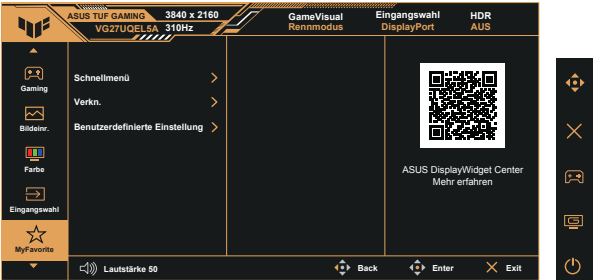 ASUS TUF GAMING 3840 x 2160
VG27UQEL5A 310Hz
GameVisual
Rennmodus
Eingangswahl
DisplayPort
HDR
AUS
Gaming
Bildeinr.
Farbe
Eingangswahl
MyFavorite
Schnellmenü
Verkn.
Benutzerdefinierte Einstellung
ASUS DisplayWidget Center
Mehr erfahren
Lautstärke 50
Back
Enter
Exit